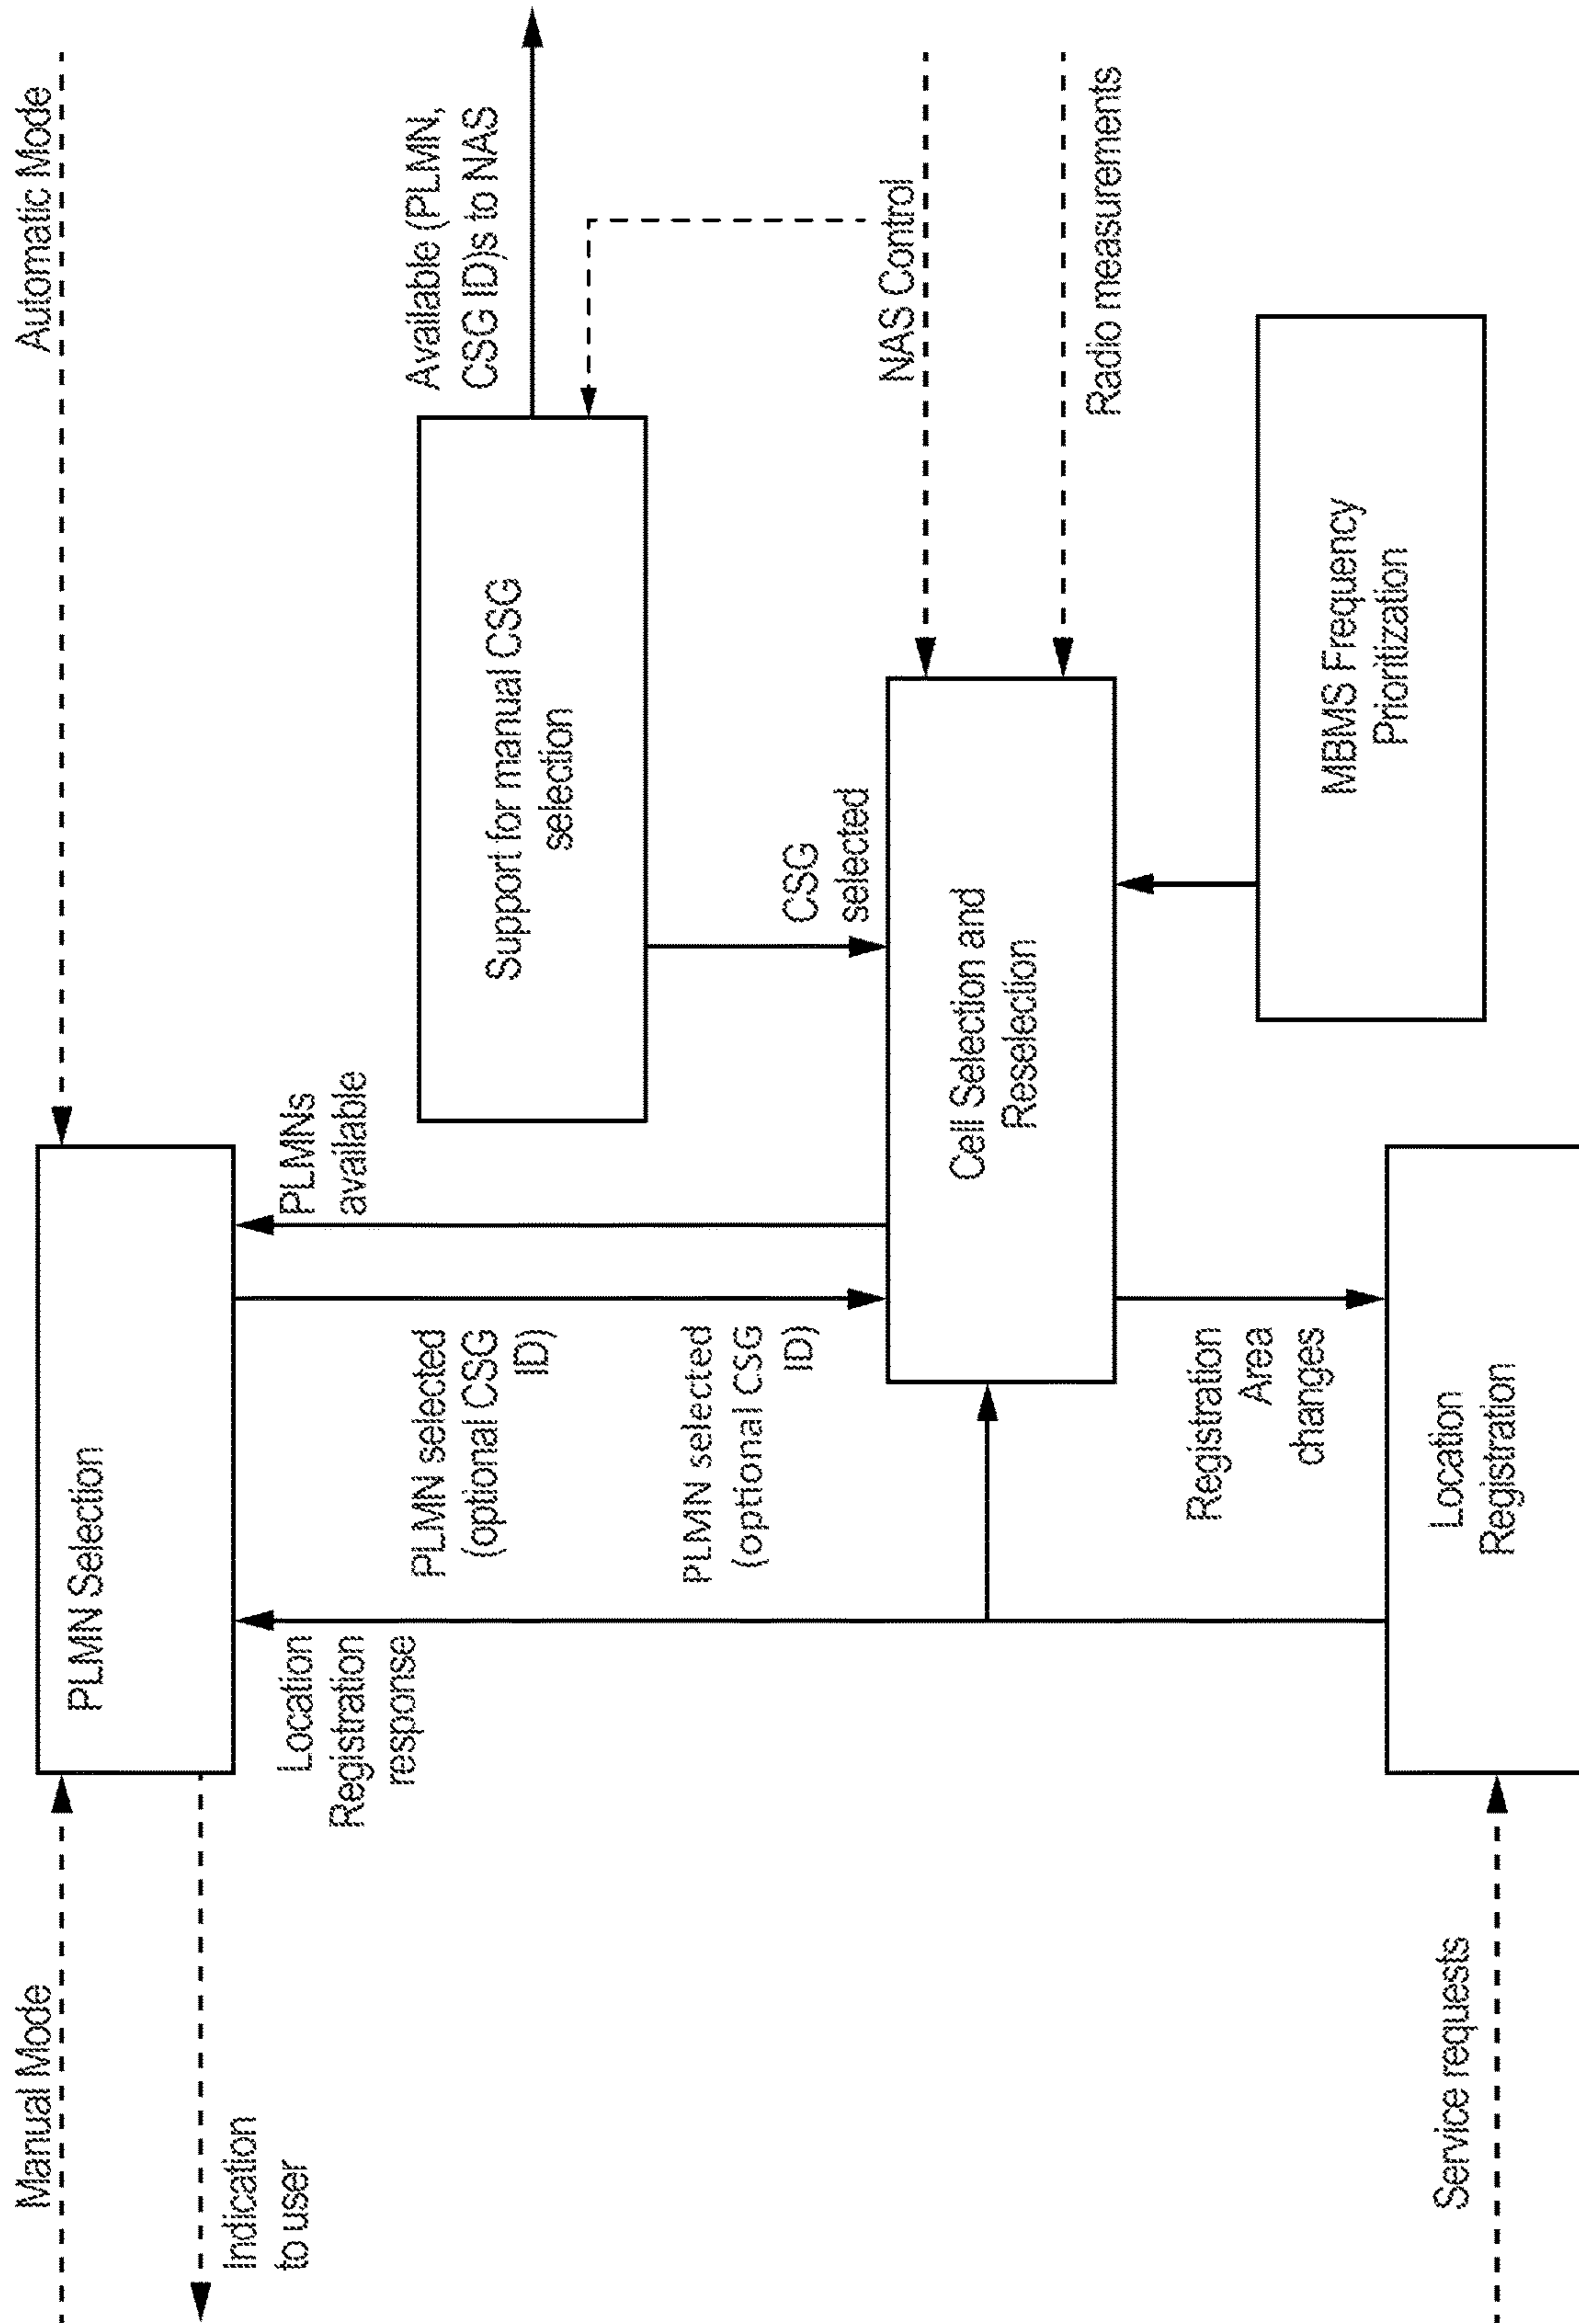 Manual Mode
Automatic Mode
PLMN Selection
Indication
to user
Location
Registration
response
PLMNs
available
PLMN selected
(optional CSG
ID)
Available (PLMN,
CSG ID)s to NAS
Support for manual CSG
selection
PLMN selected
(optional CSG
ID)
CSG
selected
NAS Control
Cell Selection and
Reselection
Radio measurements
Registration
Area
changes
MBMS Frequency
Prioritization
Service requests
Location
Registration